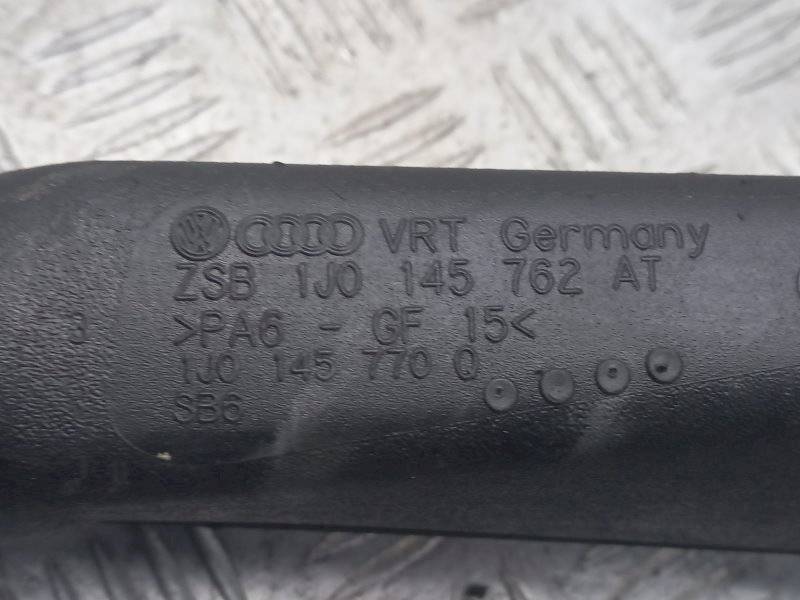 VRT Germany
ZSB 1J0 145 762 AT
>PA6 - GF 15<
1J0 145 770 Q
SB6